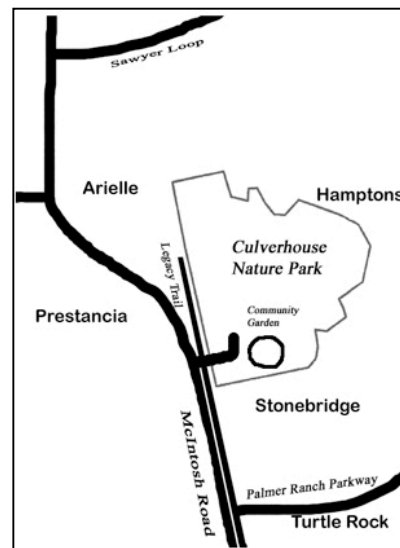 Sawyer Loop
Arielle
Hamptons
Culverhouse
Nature Park
Legacy Trail
Community
Garden
Prestancia
Stonebridge
McIntosh Road
Palmer Ranch Parkway
Turtle Rock